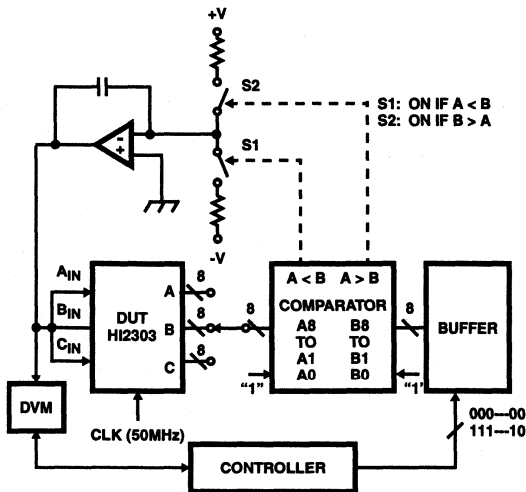 +V
S2
S1: ON IF A < B
S2: ON IF B > A
-
+
S1
-V
AIN
BIN
CIN
DUT
HI2303
A
B
C
8
8
8
8
A < B A > B
COMPARATOR
A8 B8
TO TO
A1 B1
A0 B0
"1"
"1'
8
BUFFER
DVM
CLK (50MHz)
000---00
111---10
CONTROLLER